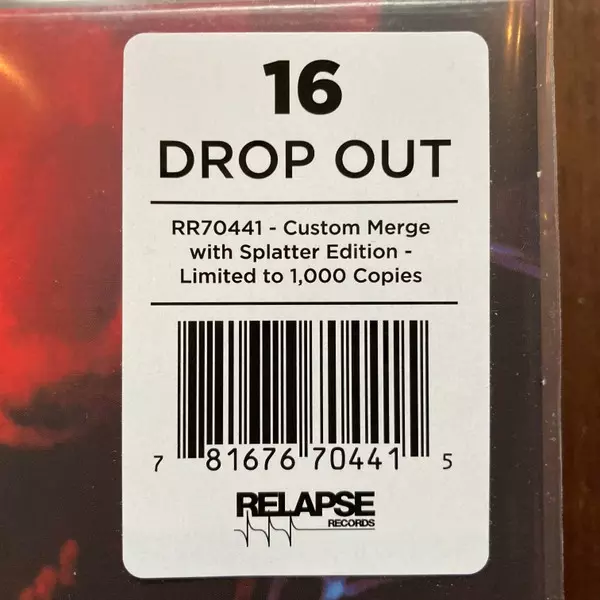 16
DROP OUT
RR70441 - Custom Merge
with Splatter Edition -
Limited to 1,000 Copies
7 81676 70441 5
RELAPSE
RECORDS